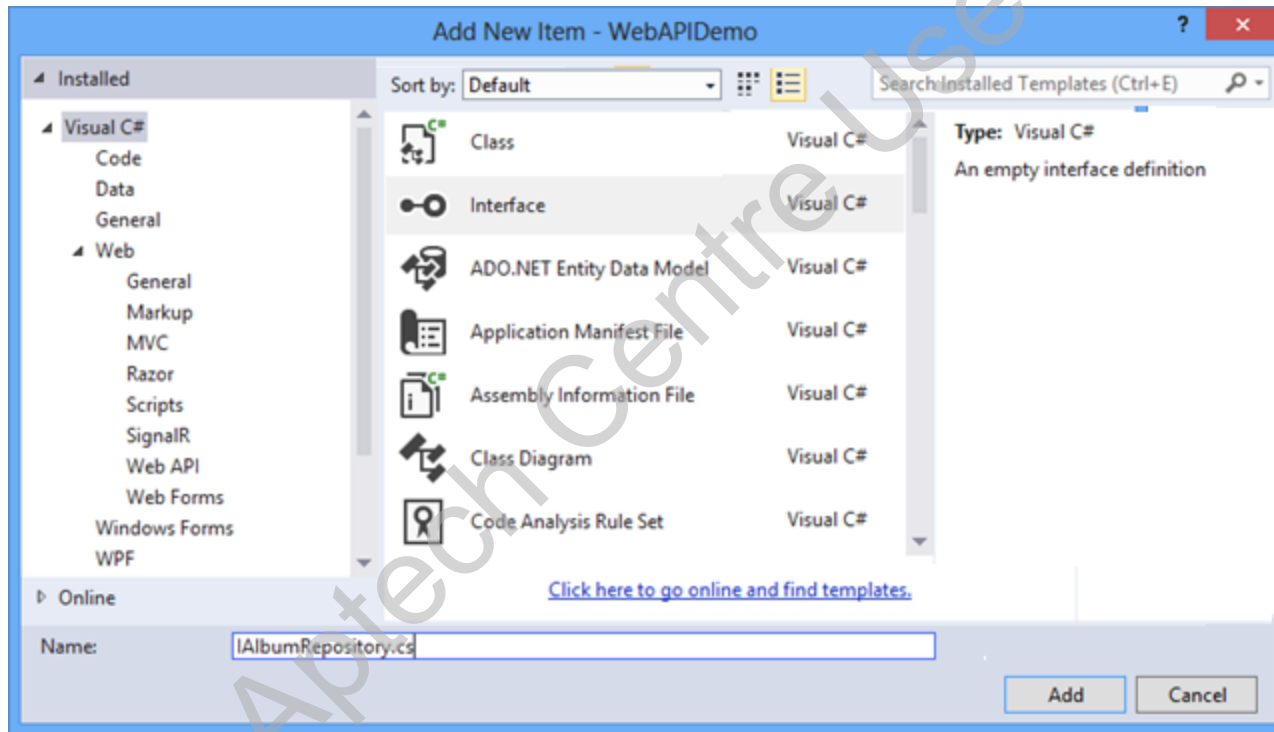 Add New Item - WebAPIDemo
?
Installed
Sort by: Default
Search Installed Templates (Ctrl+E)
Visual C#
Code
Data
General
Web
General
Markup
MVC
Razor
Scripts
SignalR
Web API
Web Forms
Windows Forms
WPF
Online
Class Visual C#
Interface Visual C#
ADO.NET Entity Data Model Visual C#
Application Manifest File Visual C#
Assembly Information File Visual C#
Class Diagram Visual C#
Code Analysis Rule Set Visual C#
Click here to go online and find templates.
Type: Visual C#
An empty interface definition
Name: IAlbumRepository.cs
Add Cancel
Aptech Centre Use